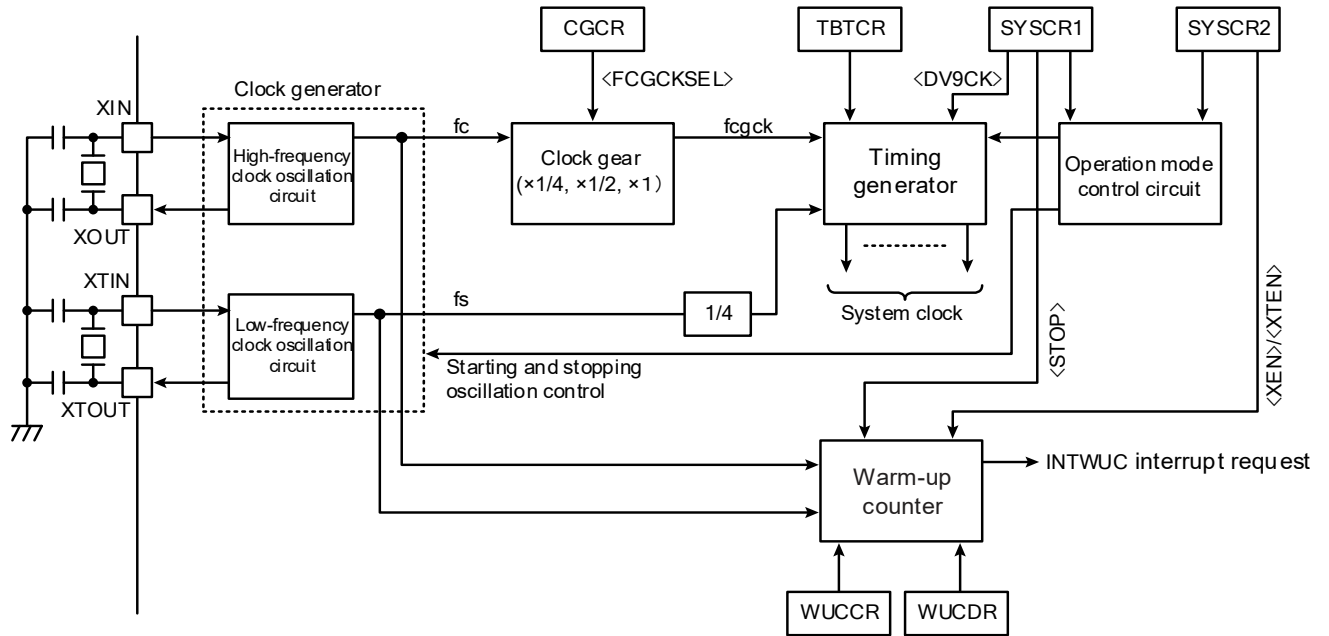 CGCR
TBTCR
SYSCR1
SYSCR2
<FCGCKSEL>
<DV9CK>
Clock generator
XIN
High-frequency
clock oscillation
circuit
fc
Clock gear
(×1/4, ×1/2, ×1)
fcgck
Timing
generator
Operation mode
control circuit
XOUT
XTIN
Low-frequency
clock oscillation
circuit
fs
1/4
System clock
<STOP>
<XEN>/<XTEN>
Starting and stopping
oscillation control
XTOUT
Warm-up
counter
INTWUC interrupt request
WUCCR
WUCDR